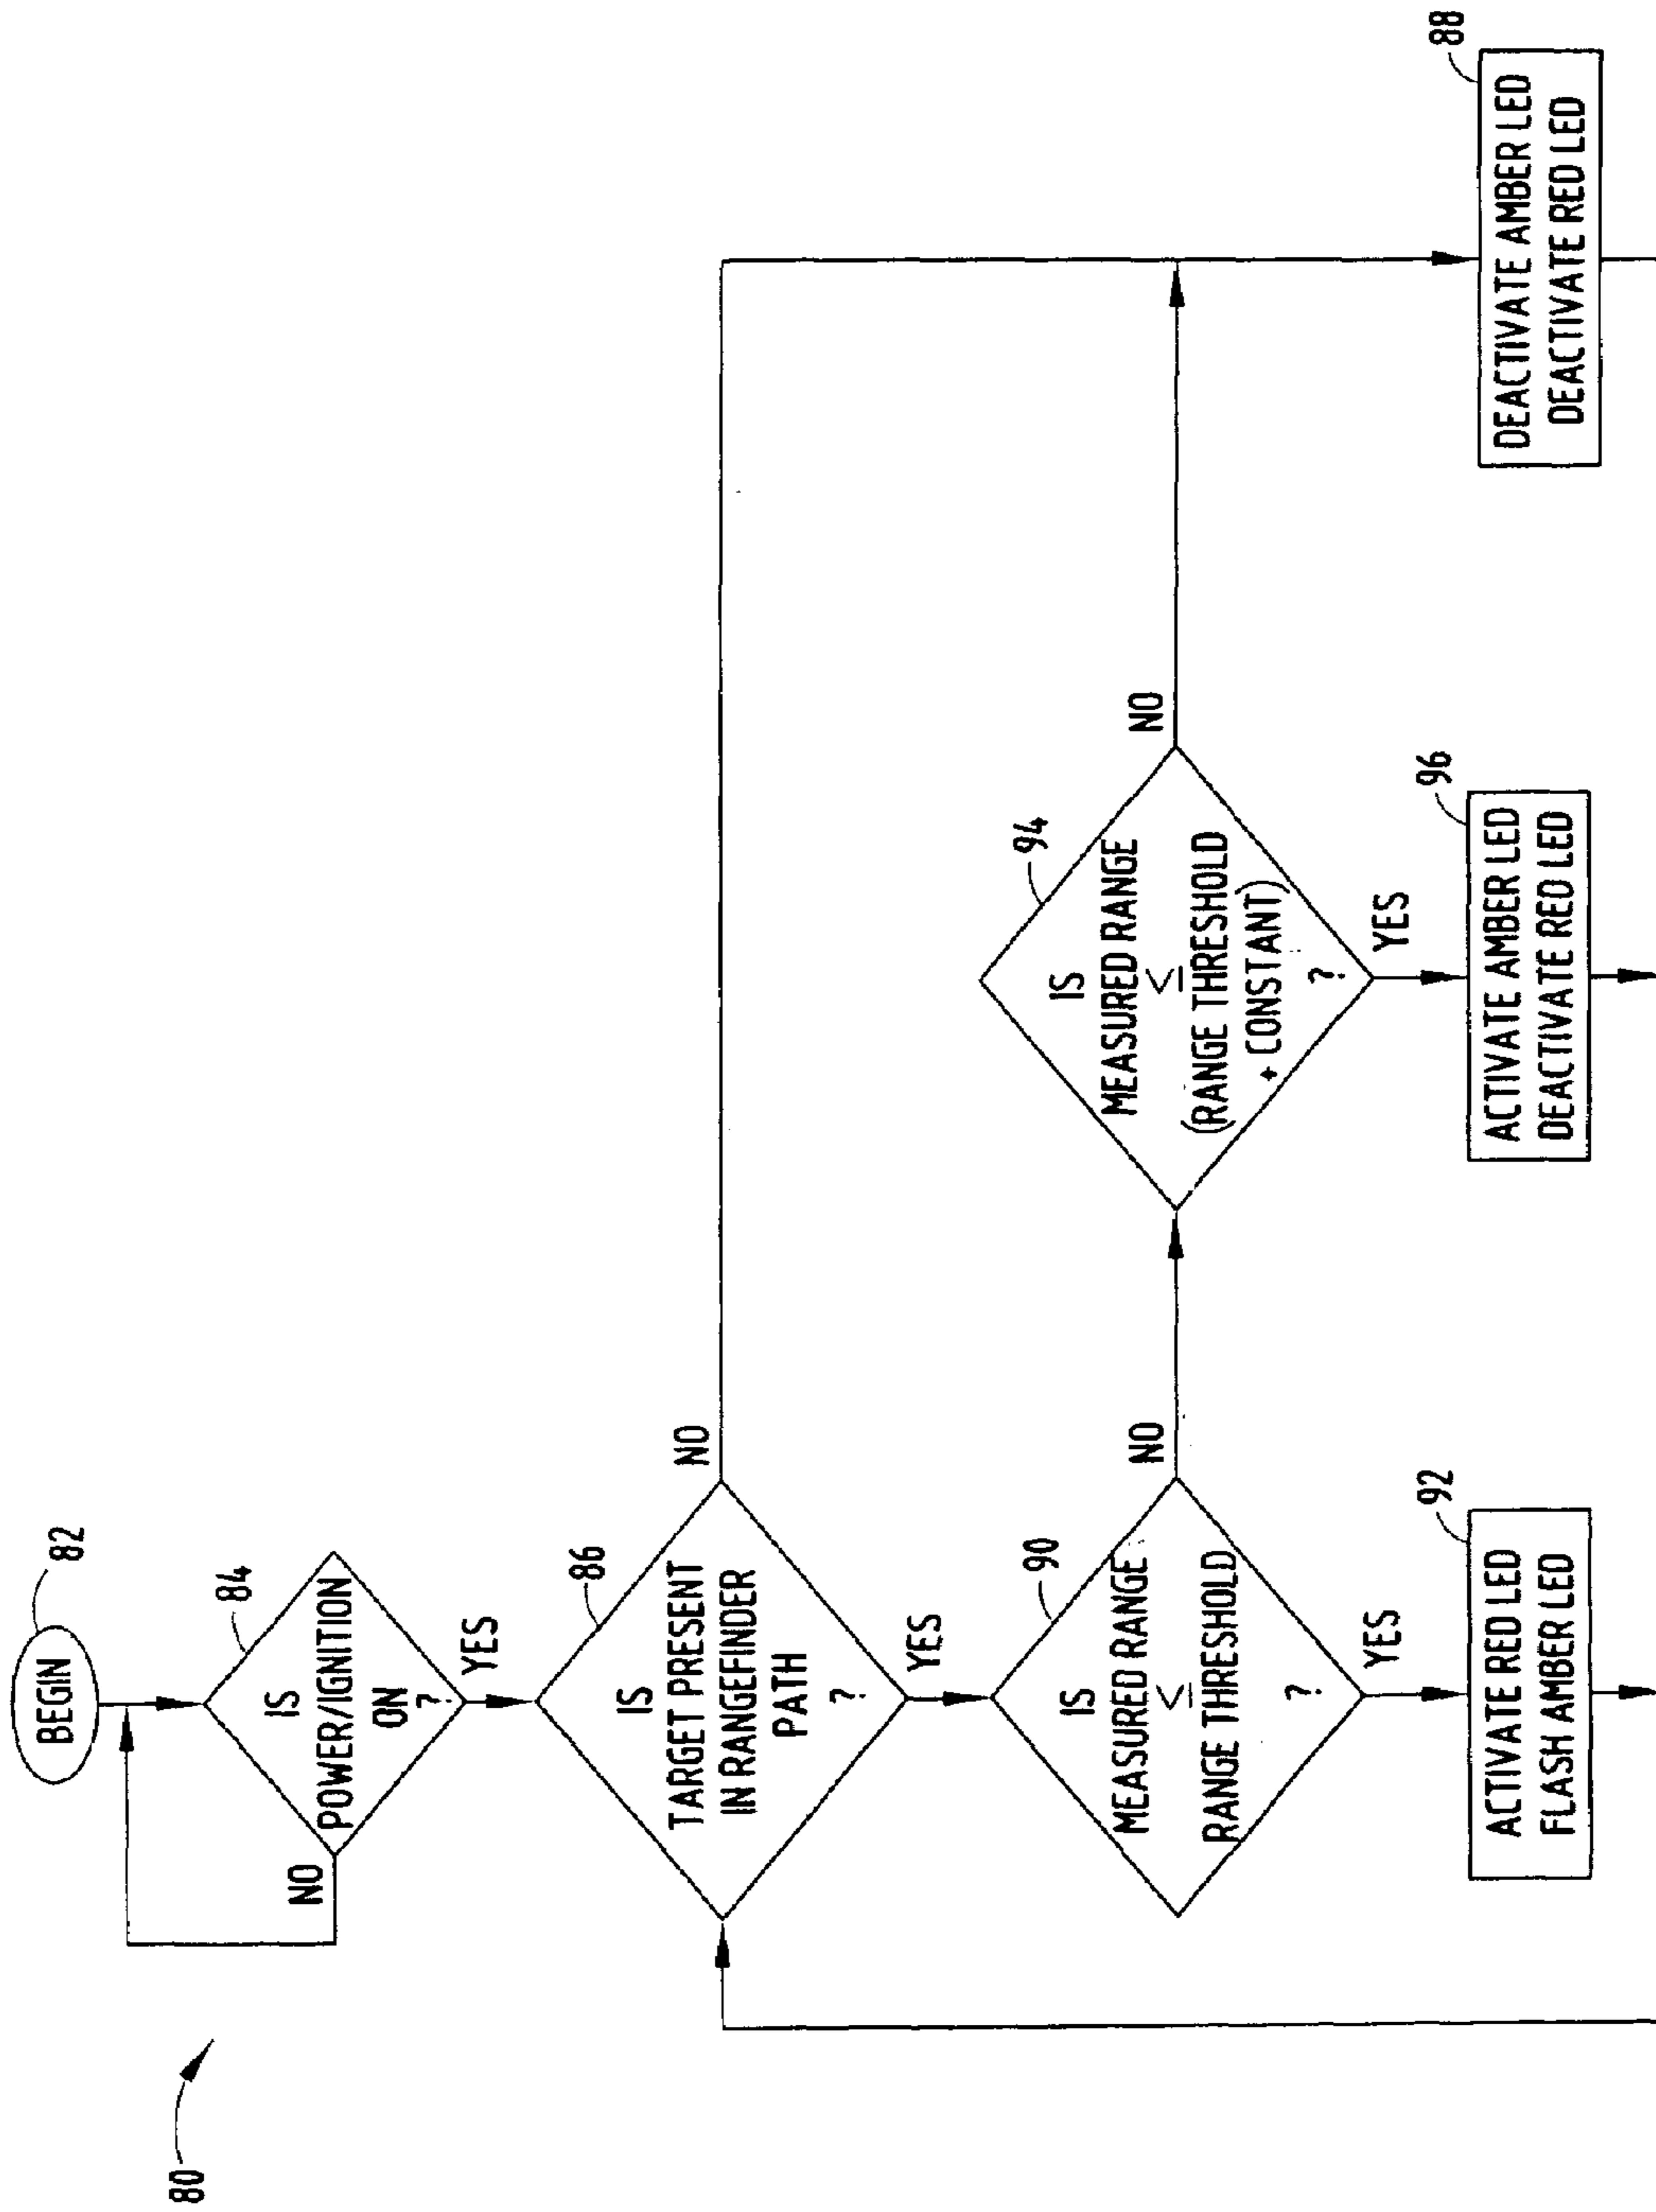 80
BEGIN
82
84
IS
POWER/IGNITION
ON
?
NO
YES
86
IS
TARGET PRESENT
IN RANGEFINDER
PATH
?
NO
YES
90
IS
MEASURED RANGE
≤
RANGE THRESHOLD
?
NO
YES
94
IS
MEASURED RANGE
≤
(RANGE THRESHOLD
+ CONSTANT)
?
NO
YES
92
ACTIVATE RED LED
FLASH AMBER LED
96
ACTIVATE AMBER LED
DEACTIVATE RED LED
88
DEACTIVATE AMBER LED
DEACTIVATE RED LED